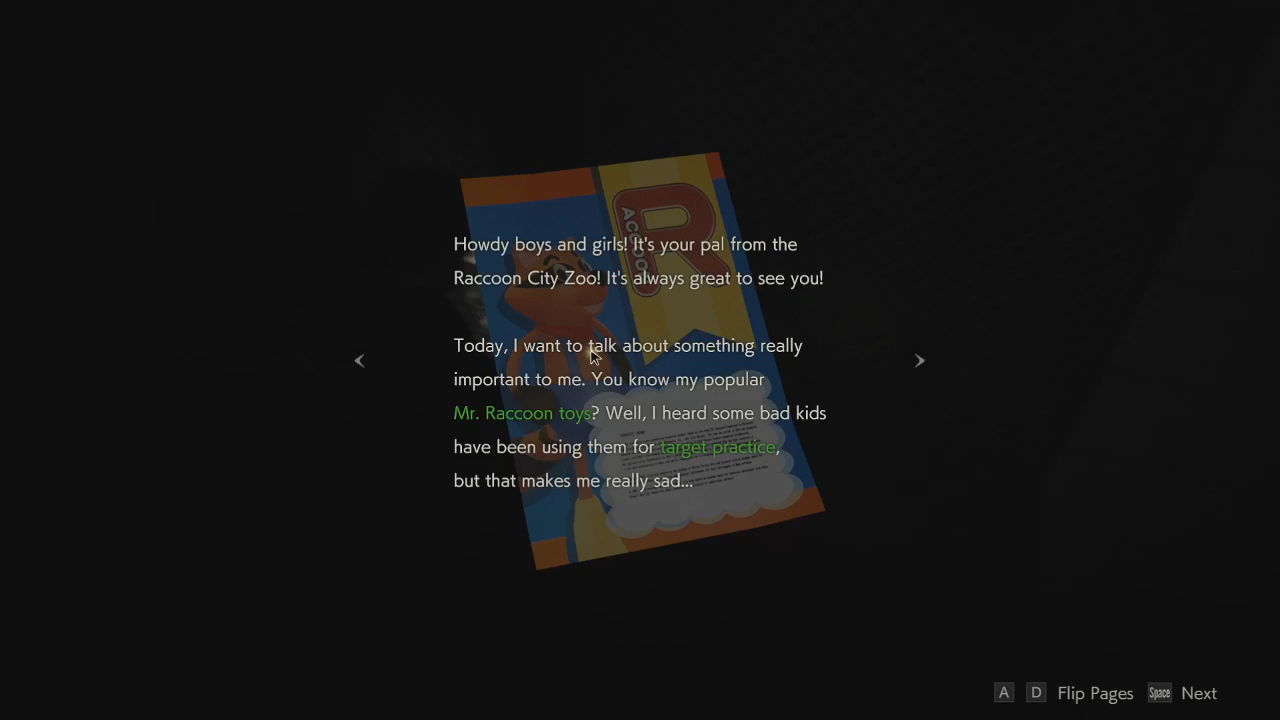 Howdy boys and girls! It's your pal from the
Raccoon City Zoo! It's always great to see you!
Today, I want to talk about something really
important to me. You know my popular
Mr. Raccoon toys? Well, I heard some bad kids
have been using them for target practice,
but that makes me really sad...
RACCOON
A D Flip Pages Space Next